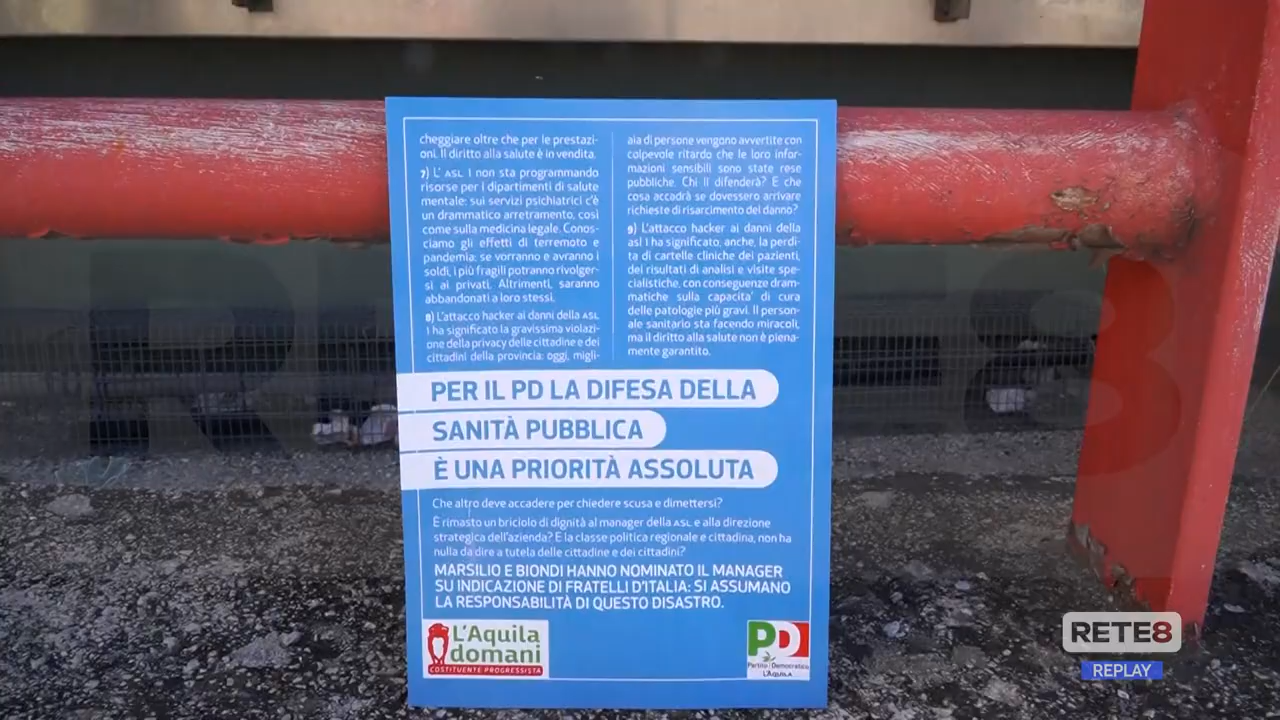 cheggiare oltre che per le prestazi-
oni. Il diritto alla salute è in vendita.
7) L' ASL 1 non sta programmando
risorse per i dipartimenti di salute
mentale: sui servizi psichiatrici c'è
un drammatico arretramento, così
come sulla medicina legale. Conos-
ciamo gli effetti di terremoto e
pandemia: se vorranno e avranno i
soldi, i più fragili potranno rivolger-
si ai privati. Altrimenti, saranno
abbandonati a loro stessi.
8) L'attacco hacker ai danni della ASL
1 ha significato la gravissima violazi-
one della privacy delle cittadine e dei
cittadini della provincia: oggi, migli-
aia di persone vengono avvertite con
colpevole ritardo che le loro infor-
mazioni sensibili sono state rese
pubbliche. Chi li difenderà? E che
cosa accadrà se dovessero arrivare
richieste di risarcimento del danno?
9) L'attacco hacker ai danni della
asl 1 ha significato, anche, la perdi-
ta di cartelle cliniche dei pazienti,
dei risultati di analisi e visite spe-
cialistiche, con conseguenze dram-
matiche sulla capacita' di cura
delle patologie più gravi. Il person-
ale sanitario sta facendo miracoli,
ma il diritto alla salute non è piena-
mente garantito.
PER IL PD LA DIFESA DELLA
SANITÀ PUBBLICA
È UNA PRIORITÀ ASSOLUTA
Che altro deve accadere per chiedere scusa e dimettersi?
È rimasto un briciolo di dignità al manager della ASL e alla direzione
strategica dell'azienda? E la classe politica regionale e cittadina, non ha
nulla da dire a tutela delle cittadine e dei cittadini?
MARSILIO E BIONDI HANNO NOMINATO IL MANAGER
SU INDICAZIONE DI FRATELLI D'ITALIA: SI ASSUMANO
LA RESPONSABILITÀ DI QUESTO DISASTRO.
L'Aquila
domani
COSTITUENTE PROGRESSISTA
PD
Partito Democratico
L'AQUILA
RETE8
REPLAY
R8